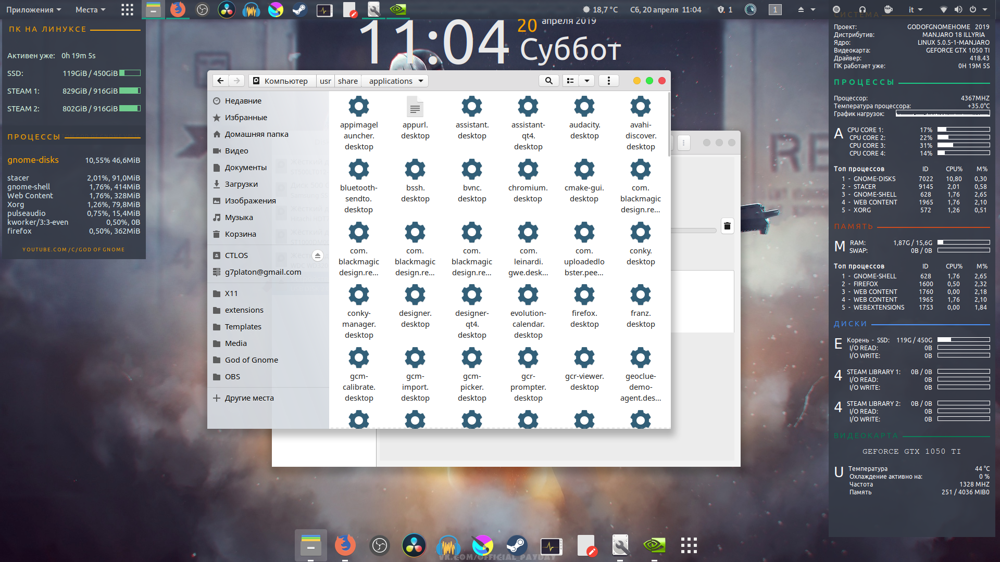 Приложения
Места
18,7 °C
Сб, 20 апреля 11:04
1
1
it
ПК НА ЛИНУКСЕ
Активен уже: 0h 19m 5s
SSD: 119GiB / 450GiB
STEAM 1: 829GiB / 916GiB
STEAM 2: 802GiB / 916GiB
ПРОЦЕССЫ
gnome-disks 10,55% 46,6MiB
stacer 2,01%, 91,0MiB
gnome-shell 1,76%, 414MiB
Web Content 1,76%, 328MiB
Xorg 1,26%, 79,8MiB
pulseaudio 0,75%, 15,4MiB
kworker/3:3-even 0,50%, 0B
firefox 0,50%, 362MiB
YOUTUBE.COM/C/GOD OF GNOME
11:04
20 апреля 2019
Суббот
Компьютер usr share applications
Недавние
Избранные
Домашняя папка
Видео
Документы
Загрузки
Изображения
Музыка
Корзина
CTLOS
g7platon@gmail.com
X11
extensions
Templates
Media
God of Gnome
OBS
Другие места
appimagel
auncher.
desktop
appurl.
desktop
assistant.
desktop
assistant-
qt4.
desktop
audacity.
desktop
avahi-
discover.
desktop
bluetooth-
sendto.
desktop
bssh.
desktop
bvnc.
desktop
chromium.
desktop
cmake-gui.
desktop
com.
blackmagic
design.re...
com.
blackmagic
design.re...
com.
blackmagic
design.re...
com.
blackmagic
design.re...
com.
leinardi.
gwe.desk...
com.
uploadedlo
bster.pee...
conky.
desktop
conky-
manager.
desktop
designer.
desktop
designer-
qt4.
desktop
evolution-
calendar.
desktop
firefox.
desktop
franz.
desktop
gcm-
calibrate.
desktop
gcm-
import.
desktop
gcm-
picker.
desktop
gcr-
prompter.
desktop
gcr-viewer.
desktop
geoclue-
demo-
agent.des...
СИСТЕМА
Проект: GODOFGNOMEHOME 2019
Дистрибутив: MANJARO 18 ILLYRIA
Ядро: LINUX 5.0.5-1-MANJARO
Видеокарта: GEFORCE GTX 1050 TI
Драйвер: 418.43
ПК работает уже: 0H 19M 5S
ПРОЦЕССЫ
Процессор: 4367MHZ
Температура процессора: +35.0°C
График нагрузок:
A CPU CORE 1: 17%
CPU CORE 2: 22%
CPU CORE 3: 31%
CPU CORE 4: 14%
Топ процессов ID CPU% M%
1 - GNOME-DISKS 7022 10,80 0,30
2 - STACER 9145 2,01 0,58
3 - GNOME-SHELL 628 1,76 2,65
4 - WEB CONTENT 1965 1,76 2,10
5 - XORG 572 1,26 0,51
ПАМЯТЬ
M RAM: 1,87G / 15,6G
SWAP: 0B / 0B
Топ процессов ID CPU% M%
1 - GNOME-SHELL 628 1,76 2,65
2 - FIREFOX 1600 0,50 2,32
3 - WEB CONTENT 1760 0,00 2,18
4 - WEB CONTENT 1965 1,76 2,10
5 - WEBEXTENSIONS 1753 0,00 1,84
ДИСКИ
E Корень - SSD: 119G / 450G
I/O READ: 0B
I/O WRITE: 0B
4 STEAM LIBRARY 1: 0B / 0B
I/O READ: 0B
I/O WRITE: 0B
4 STEAM LIBRARY 2: 0B / 0B
I/O READ: 0B
I/O WRITE: 0B
ВИДЕОКАРТА
GEFORCE GTX 1050 TI
U Температура 44 °C
Охлаждение активно на: 0 %
Частота 1328 MHZ
Память 251 / 4036 MIB0
VK.COM/OFFICIAL_PAYDAY